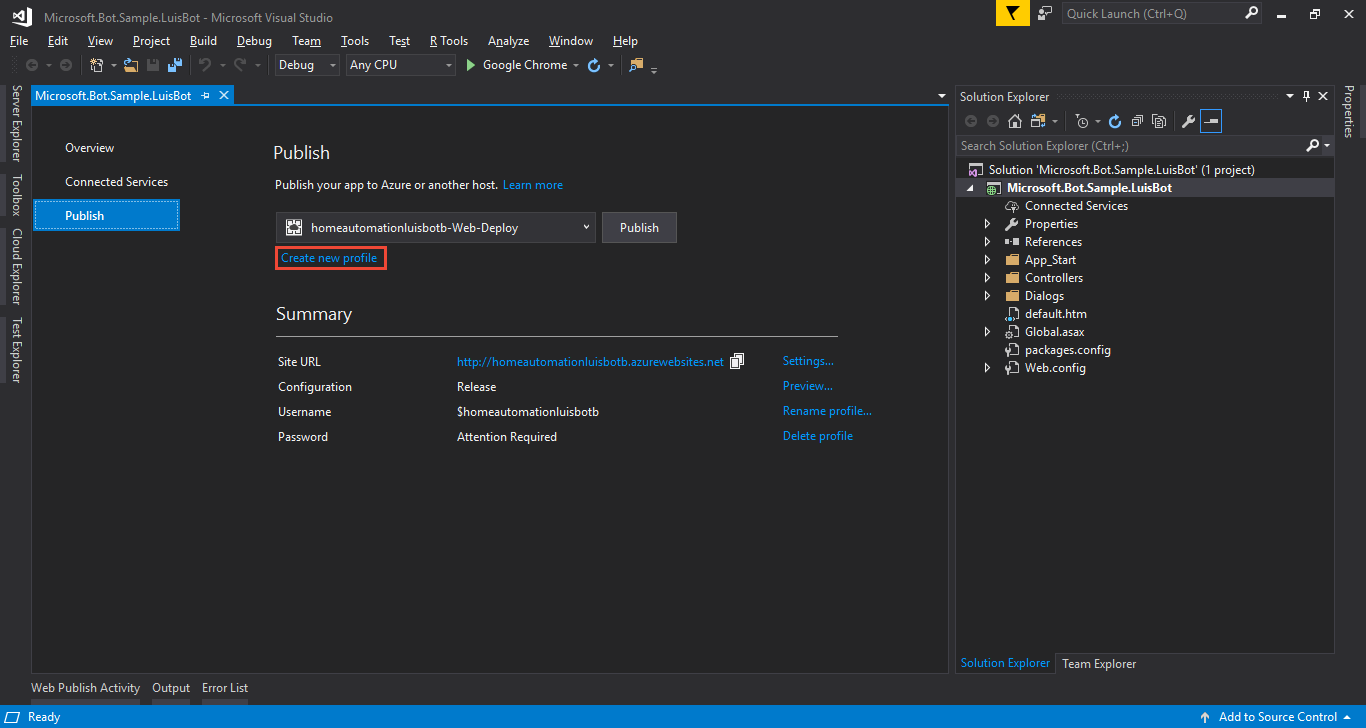 Microsoft.Bot.Sample.LuisBot - Microsoft Visual Studio
Quick Launch (Ctrl+Q)
File Edit View Project Build Debug Team Tools Test R Tools Analyze Window Help
Debug Any CPU Google Chrome
Server Explorer
Toolbox
Cloud Explorer
Test Explorer
Microsoft.Bot.Sample.LuisBot
Overview
Connected Services
Publish
Publish
Publish your app to Azure or another host. Learn more
homeautomationluisbotb-Web-Deploy Publish
Create new profile
Summary
Site URL http://homeautomationluisbotb.azurewebsites.net Settings...
Configuration Release Preview...
Username $homeautomationluisbotb Rename profile...
Password Attention Required Delete profile
Solution Explorer
Search Solution Explorer (Ctrl+;)
Solution 'Microsoft.Bot.Sample.LuisBot' (1 project)
Microsoft.Bot.Sample.LuisBot
Connected Services
Properties
References
App_Start
Controllers
Dialogs
default.htm
Global.asax
packages.config
Web.config
Solution Explorer Team Explorer
Properties
Web Publish Activity Output Error List
Ready Add to Source Control